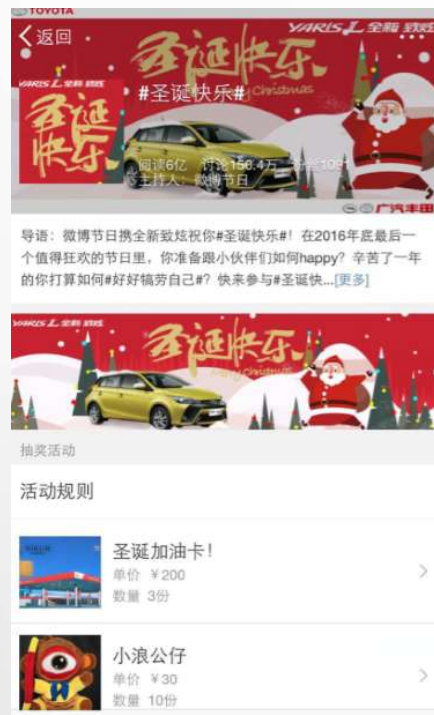 TOYOTA
YARiS L 全新 致炫
返回
圣诞快乐
Christmas
YARiS L 全新 致炫
圣诞快乐
#圣诞快乐#
阅读6亿 讨论158.4万
主持人：微博节日
广汽丰田
导语：微博节日携全新致炫祝你#圣诞快乐#！在2016年底最后一
个值得狂欢的节日里，你准备跟小伙伴们如何happy？辛苦了一年
的你打算如何#好好犒劳自己#？快来参与#圣诞快...[更多]
YARiS L 全新 致炫
圣诞快乐
Christmas
抽奖活动
活动规则
圣诞加油卡！
单价 ￥200
数量 3份
小浪公仔
单价 ￥30
数量 10份